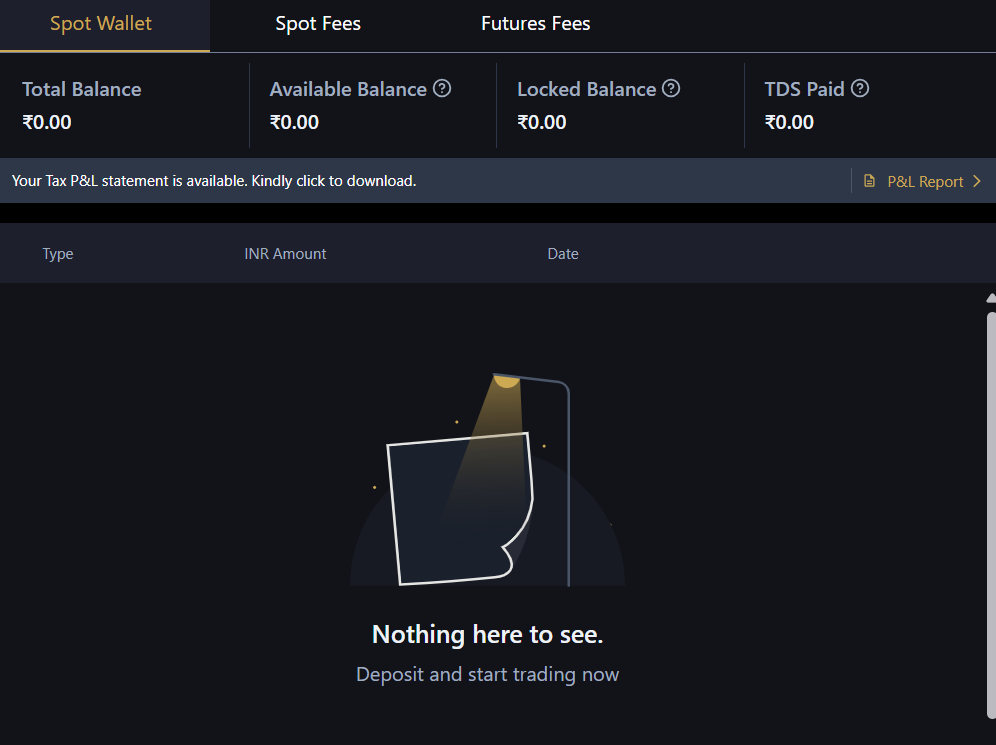 Spot Wallet Spot Fees Futures Fees
Total Balance Available Balance Locked Balance TDS Paid
₹0.00 ₹0.00 ₹0.00 ₹0.00
Your Tax P&L statement is available. Kindly click to download. P&L Report
Type INR Amount Date
Nothing here to see.
Deposit and start trading now